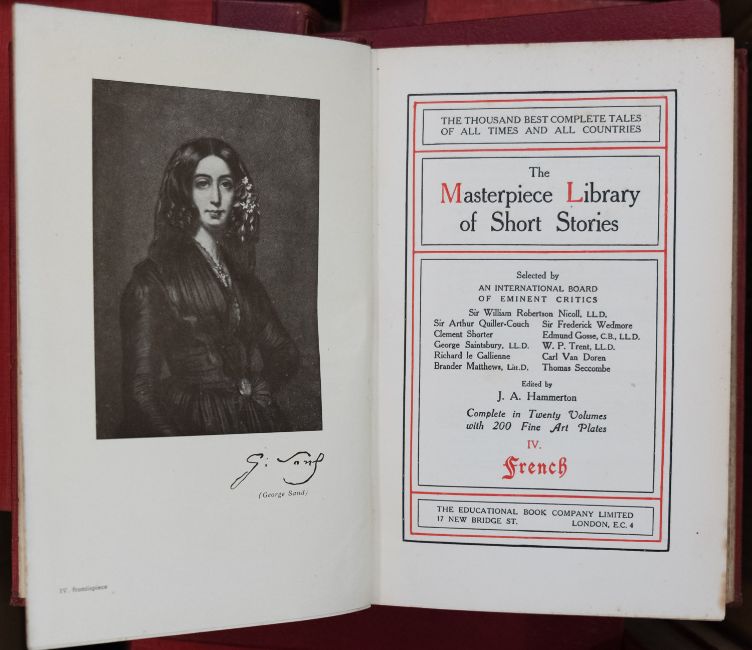 G. Sand
(George Sand)
IV. Frontispiece
THE THOUSAND BEST COMPLETE TALES
OF ALL TIMES AND ALL COUNTRIES
The
Masterpiece Library
of Short Stories
Selected by
AN INTERNATIONAL BOARD
OF EMINENT CRITICS
Sir William Robertson Nicoll, LL.D.
Sir Arthur Quiller-Couch Sir Frederick Wedmore
Clement Shorter Edmund Gosse, C.B., LL.D.
George Saintsbury, LL.D. W. P. Trent, LL.D.
Richard le Gallienne Carl Van Doren
Brander Matthews, Litt.D. Thomas Seccombe
Edited by
J. A. Hammerton
Complete in Twenty Volumes
with 200 Fine Art Plates
IV.
French
THE EDUCATIONAL BOOK COMPANY LIMITED
17 NEW BRIDGE ST. LONDON, E.C. 4